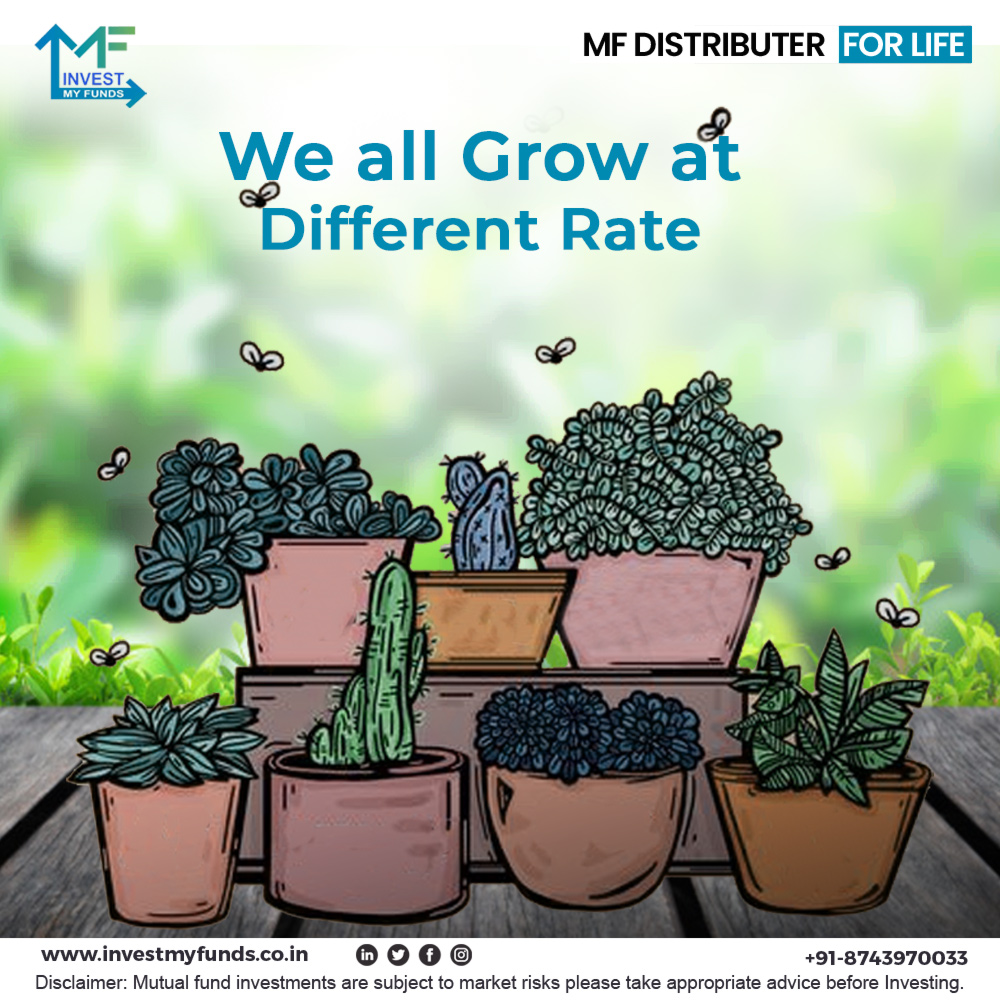 MF
INVEST
MY FUNDS
MF DISTRIBUTER FOR LIFE
We all Grow at
Different Rate
www.investmyfunds.co.in
+91-8743970033
Disclaimer: Mutual fund investments are subject to market risks please take appropriate advice before Investing.